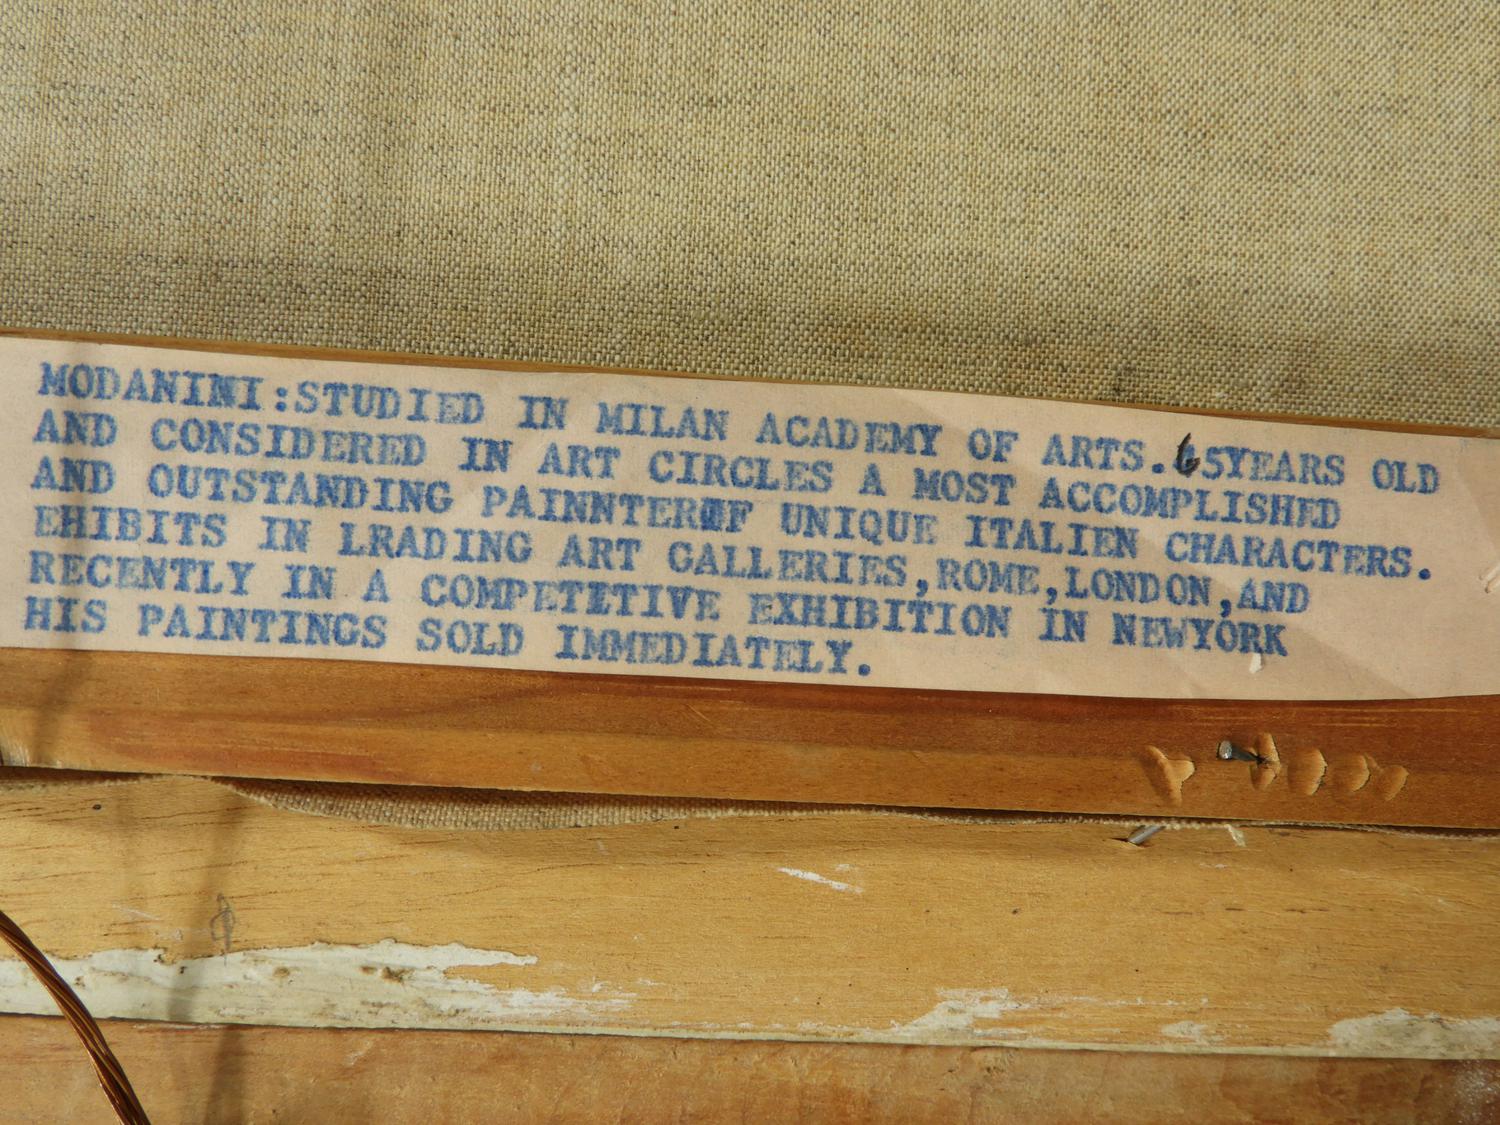 MODANINI:STUDIED IN MILAN ACADEMY OF ARTS.65YEARS OLD
AND CONSIDERED IN ART CIRCLES A MOST ACCOMPLISHED
AND OUTSTANDING PAINNTEROF UNIQUE ITALIEN CHARACTERS.
EHIBITS IN LRADING ART GALLERIES,ROME,LONDON,AND
RECENTLY IN A COMPETETIVE EXHIBITION IN NEWYORK
HIS PAINTINGS SOLD IMMEDIATELY.